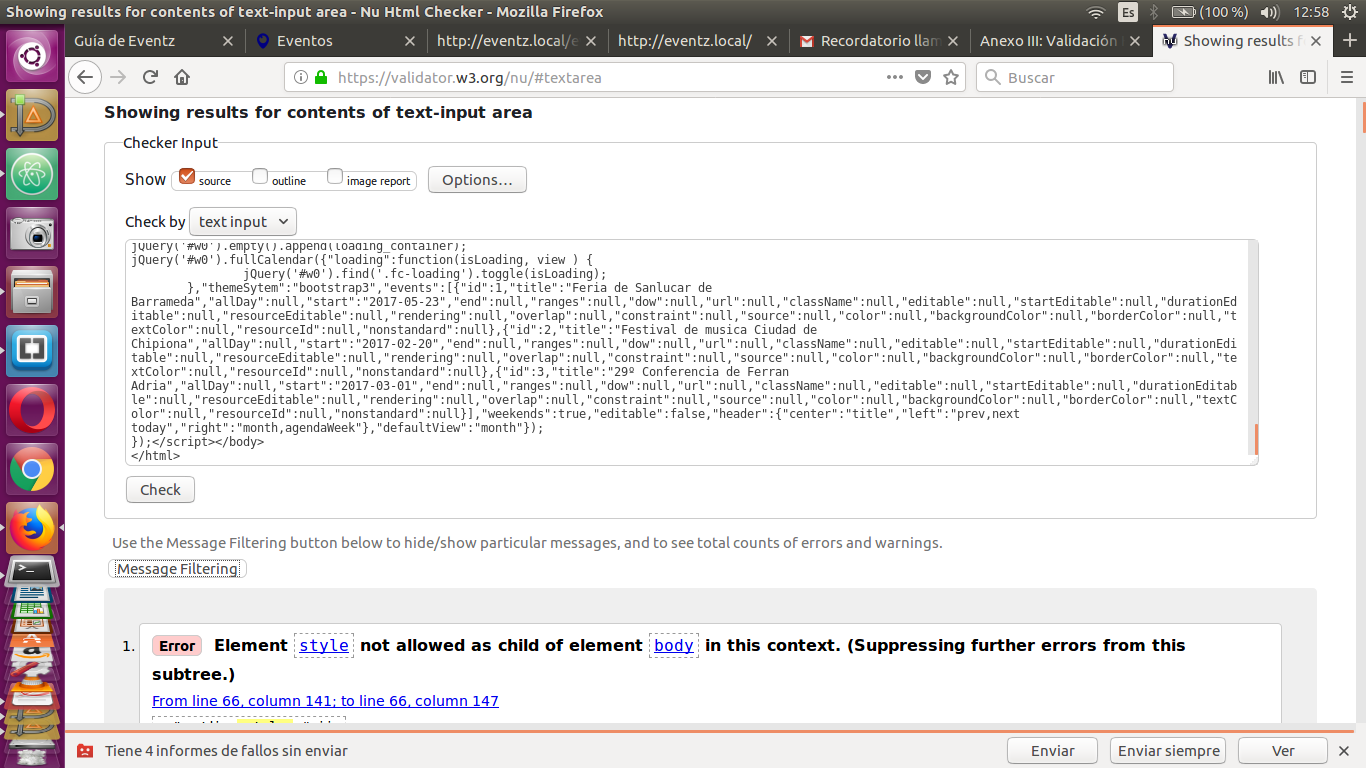 Showing results for contents of text-input area - Nu Html Checker - Mozilla Firefox
Es
(100 %)
12:58
Guía de Eventz
Eventos
http://eventz.local/e
http://eventz.local/
Recordatorio llam
Anexo III: Validación
Showing results f
https://validator.w3.org/nu/#textarea
Buscar
Showing results for contents of text-input area
Checker Input
Show source outline image report Options...
Check by text input
jQuery('#w0').empty().append(loading_container);
jQuery('#w0').fullCalendar({"loading":function(isLoading, view ) {
jQuery('#w0').find('.fc-loading').toggle(isLoading);
},"themeSytem":"bootstrap3","events":[{"id":1,"title":"Feria de Sanlucar de
Barrameda","allDay":null,"start":"2017-05-23","end":null,"ranges":null,"dow":null,"url":null,"className":null,"editable":null,"startEditable":null,"durationEd
itable":null,"resourceEditable":null,"rendering":null,"overlap":null,"constraint":null,"source":null,"color":null,"backgroundColor":null,"borderColor":null,"t
extColor":null,"resourceId":null,"nonstandard":null},{"id":2,"title":"Festival de musica Ciudad de
Chipiona","allDay":null,"start":"2017-02-20","end":null,"ranges":null,"dow":null,"url":null,"className":null,"editable":null,"startEditable":null,"durationEdi
table":null,"resourceEditable":null,"rendering":null,"overlap":null,"constraint":null,"source":null,"color":null,"backgroundColor":null,"borderColor":null,"te
xtColor":null,"resourceId":null,"nonstandard":null},{"id":3,"title":"29º Conferencia de Ferran
Adria","allDay":null,"start":"2017-03-01","end":null,"ranges":null,"dow":null,"url":null,"className":null,"editable":null,"startEditable":null,"durationEditab
le":null,"resourceEditable":null,"rendering":null,"overlap":null,"constraint":null,"source":null,"color":null,"backgroundColor":null,"borderColor":null,"textC
olor":null,"resourceId":null,"nonstandard":null}],"weekends":true,"editable":false,"header":{"center":"title","left":"prev,next
today","right":"month,agendaWeek"},"defaultView":"month"});
});</script></body>
</html>
Check
Use the Message Filtering button below to hide/show particular messages, and to see total counts of errors and warnings.
Message Filtering
1. Error Element style not allowed as child of element body in this context. (Suppressing further errors from this
subtree.)
From line 66, column 141; to line 66, column 147
Tiene 4 informes de fallos sin enviar
Enviar
Enviar siempre
Ver